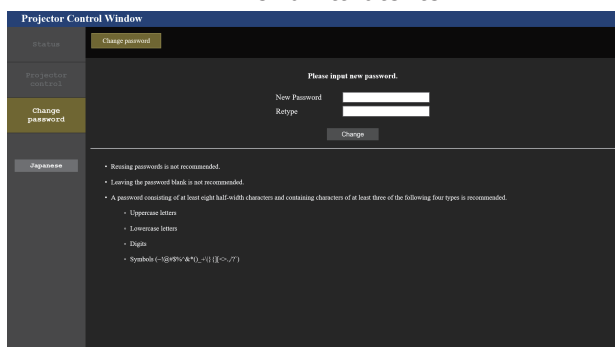 Projector Control Window
Status
Change password
Projector
control
Please input new password.
New Password
Change
password
Retype
Change
Japanese
• Reusing passwords is not recommended.
• Leaving the password blank is not recommended.
• A password consisting of at least eight half-width characters and containing characters of at least three of the following four types is recommended.
• Uppercase letters
• Lowercase letters
• Digits
• Symbols